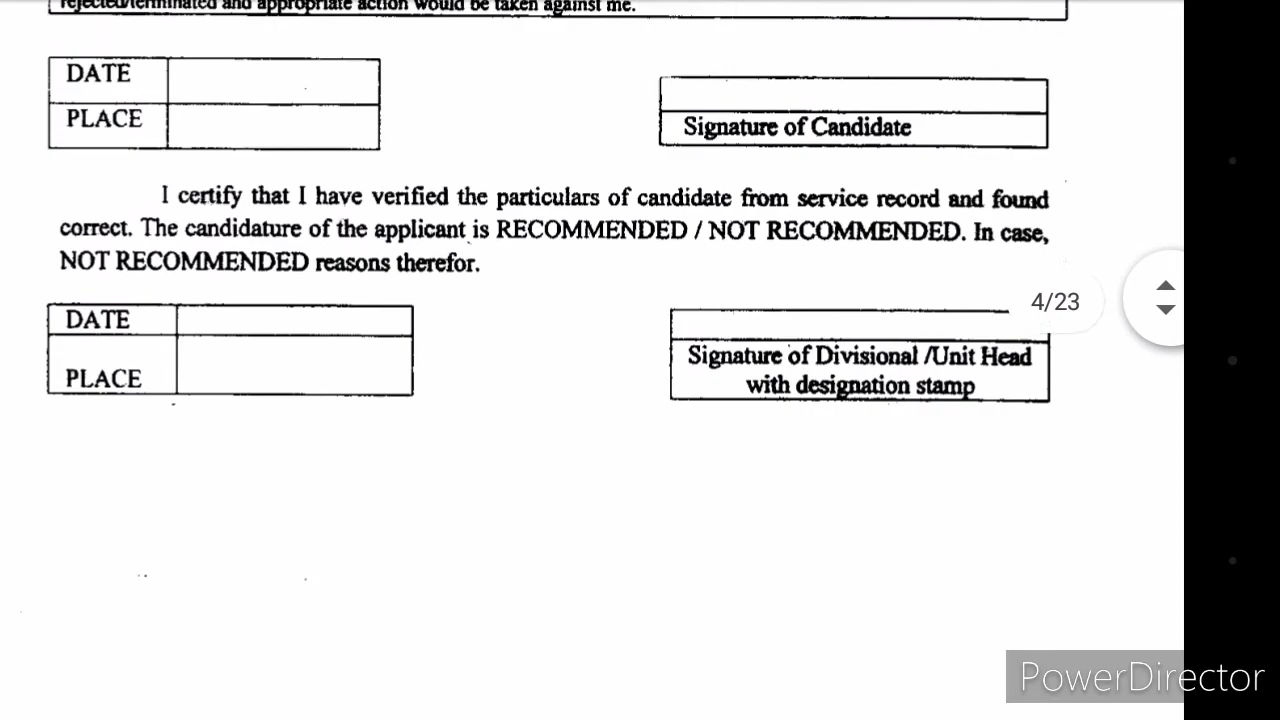 rejected/terminated and appropriate action would be taken against me.
DATE
PLACE
Signature of Candidate
I certify that I have verified the particulars of candidate from service record and found
correct. The candidature of the applicant is RECOMMENDED / NOT RECOMMENDED. In case,
NOT RECOMMENDED reasons therefor.
4/23
DATE
PLACE
Signature of Divisional /Unit Head
with designation stamp
PowerDirector